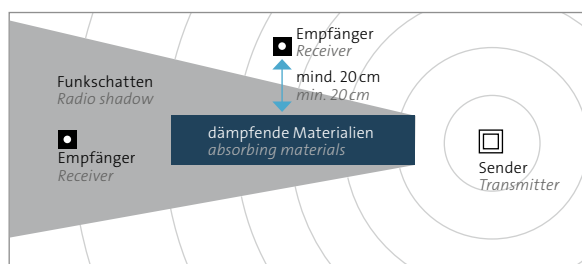 Empfänger
Receiver
mind. 20 cm
min. 20 cm
Funkschatten
Radio shadow
dämpfende Materialien
absorbing materials
Empfänger
Receiver
Sender
Transmitter